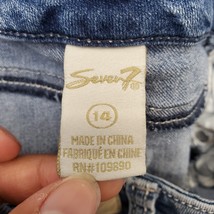 Seven7
14
MADE IN CHINA
FABRIQUÉ EN CHINE
RN#109890